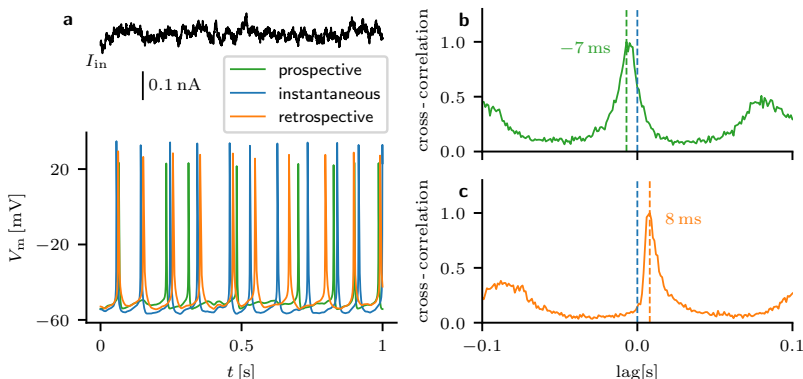 a
I_in
0.1 nA
prospective
instantaneous
retrospective
20
−20
−60
V_m [mV]
0
0.5
1
t [s]
b
−7 ms
1.0
0.5
0.0
cross - correlation
c
8 ms
1.0
0.5
0.0
cross - correlation
−0.1
0.0
0.1
lag[s]